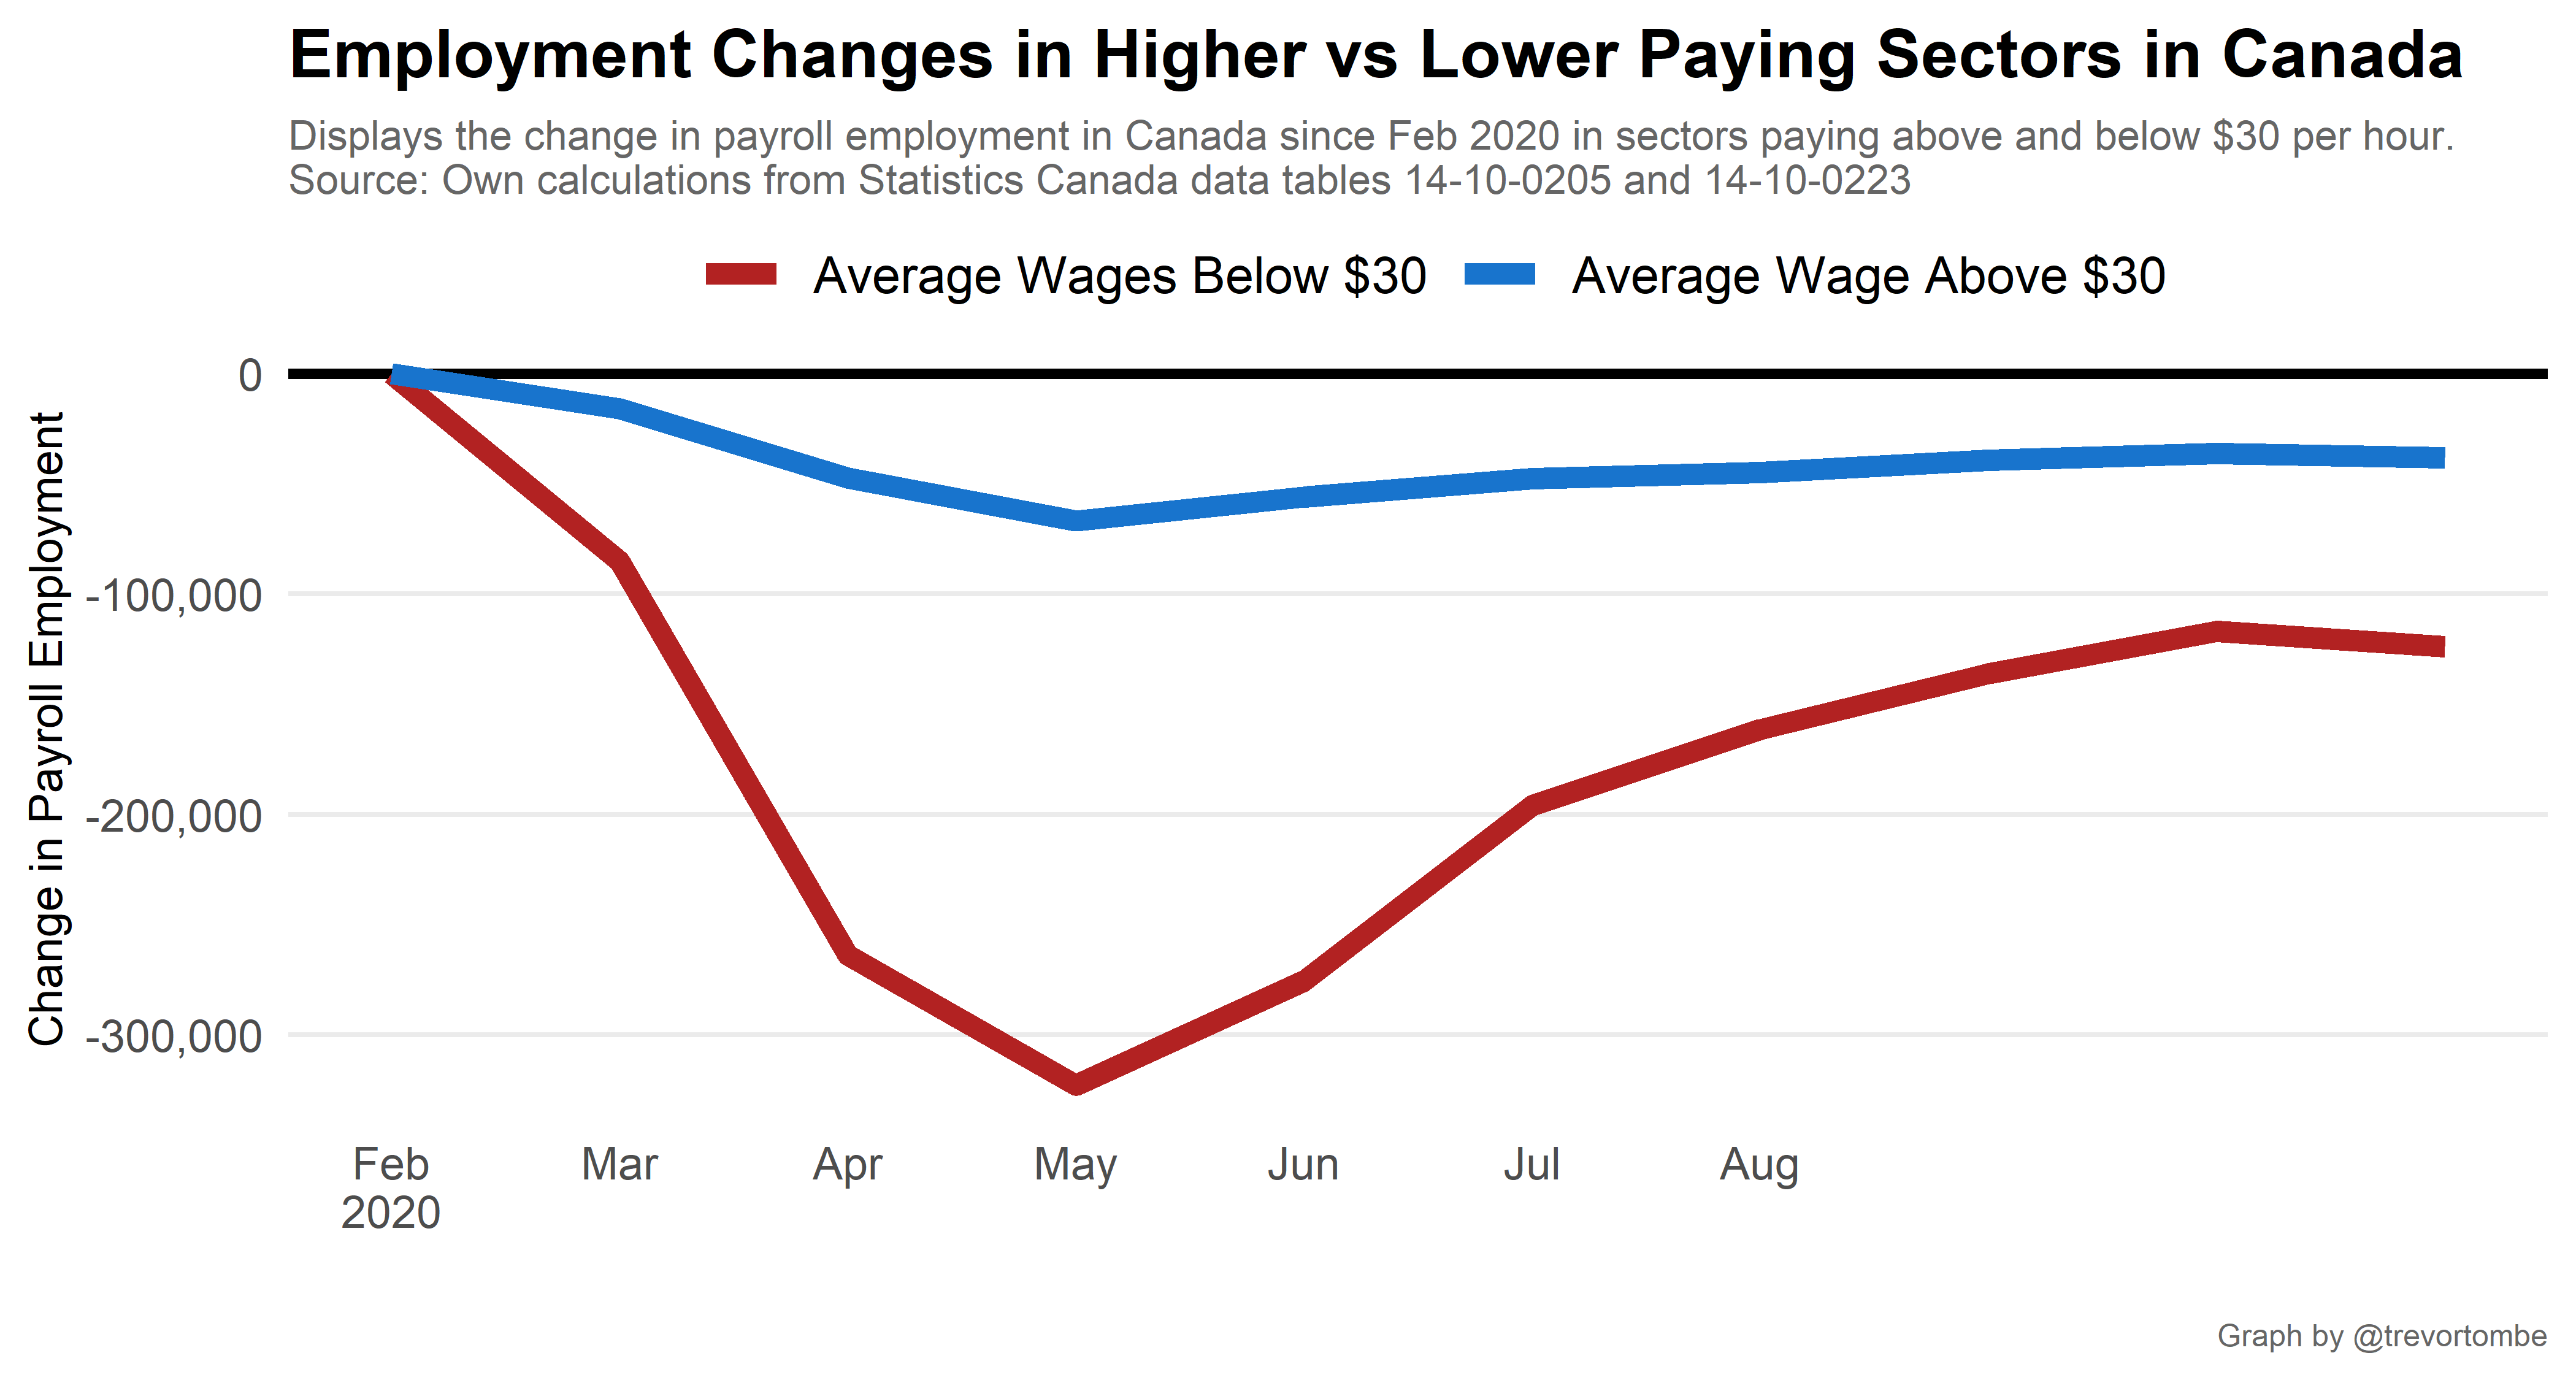 Employment Changes in Higher vs Lower Paying Sectors in Canada
Displays the change in payroll employment in Canada since Feb 2020 in sectors paying above and below $30 per hour.
Source: Own calculations from Statistics Canada data tables 14-10-0205 and 14-10-0223
Average Wages Below $30 Average Wage Above $30
Change in Payroll Employment
0
-100,000
-200,000
-300,000
Feb Mar Apr May Jun Jul Aug
2020
Graph by @trevortombe